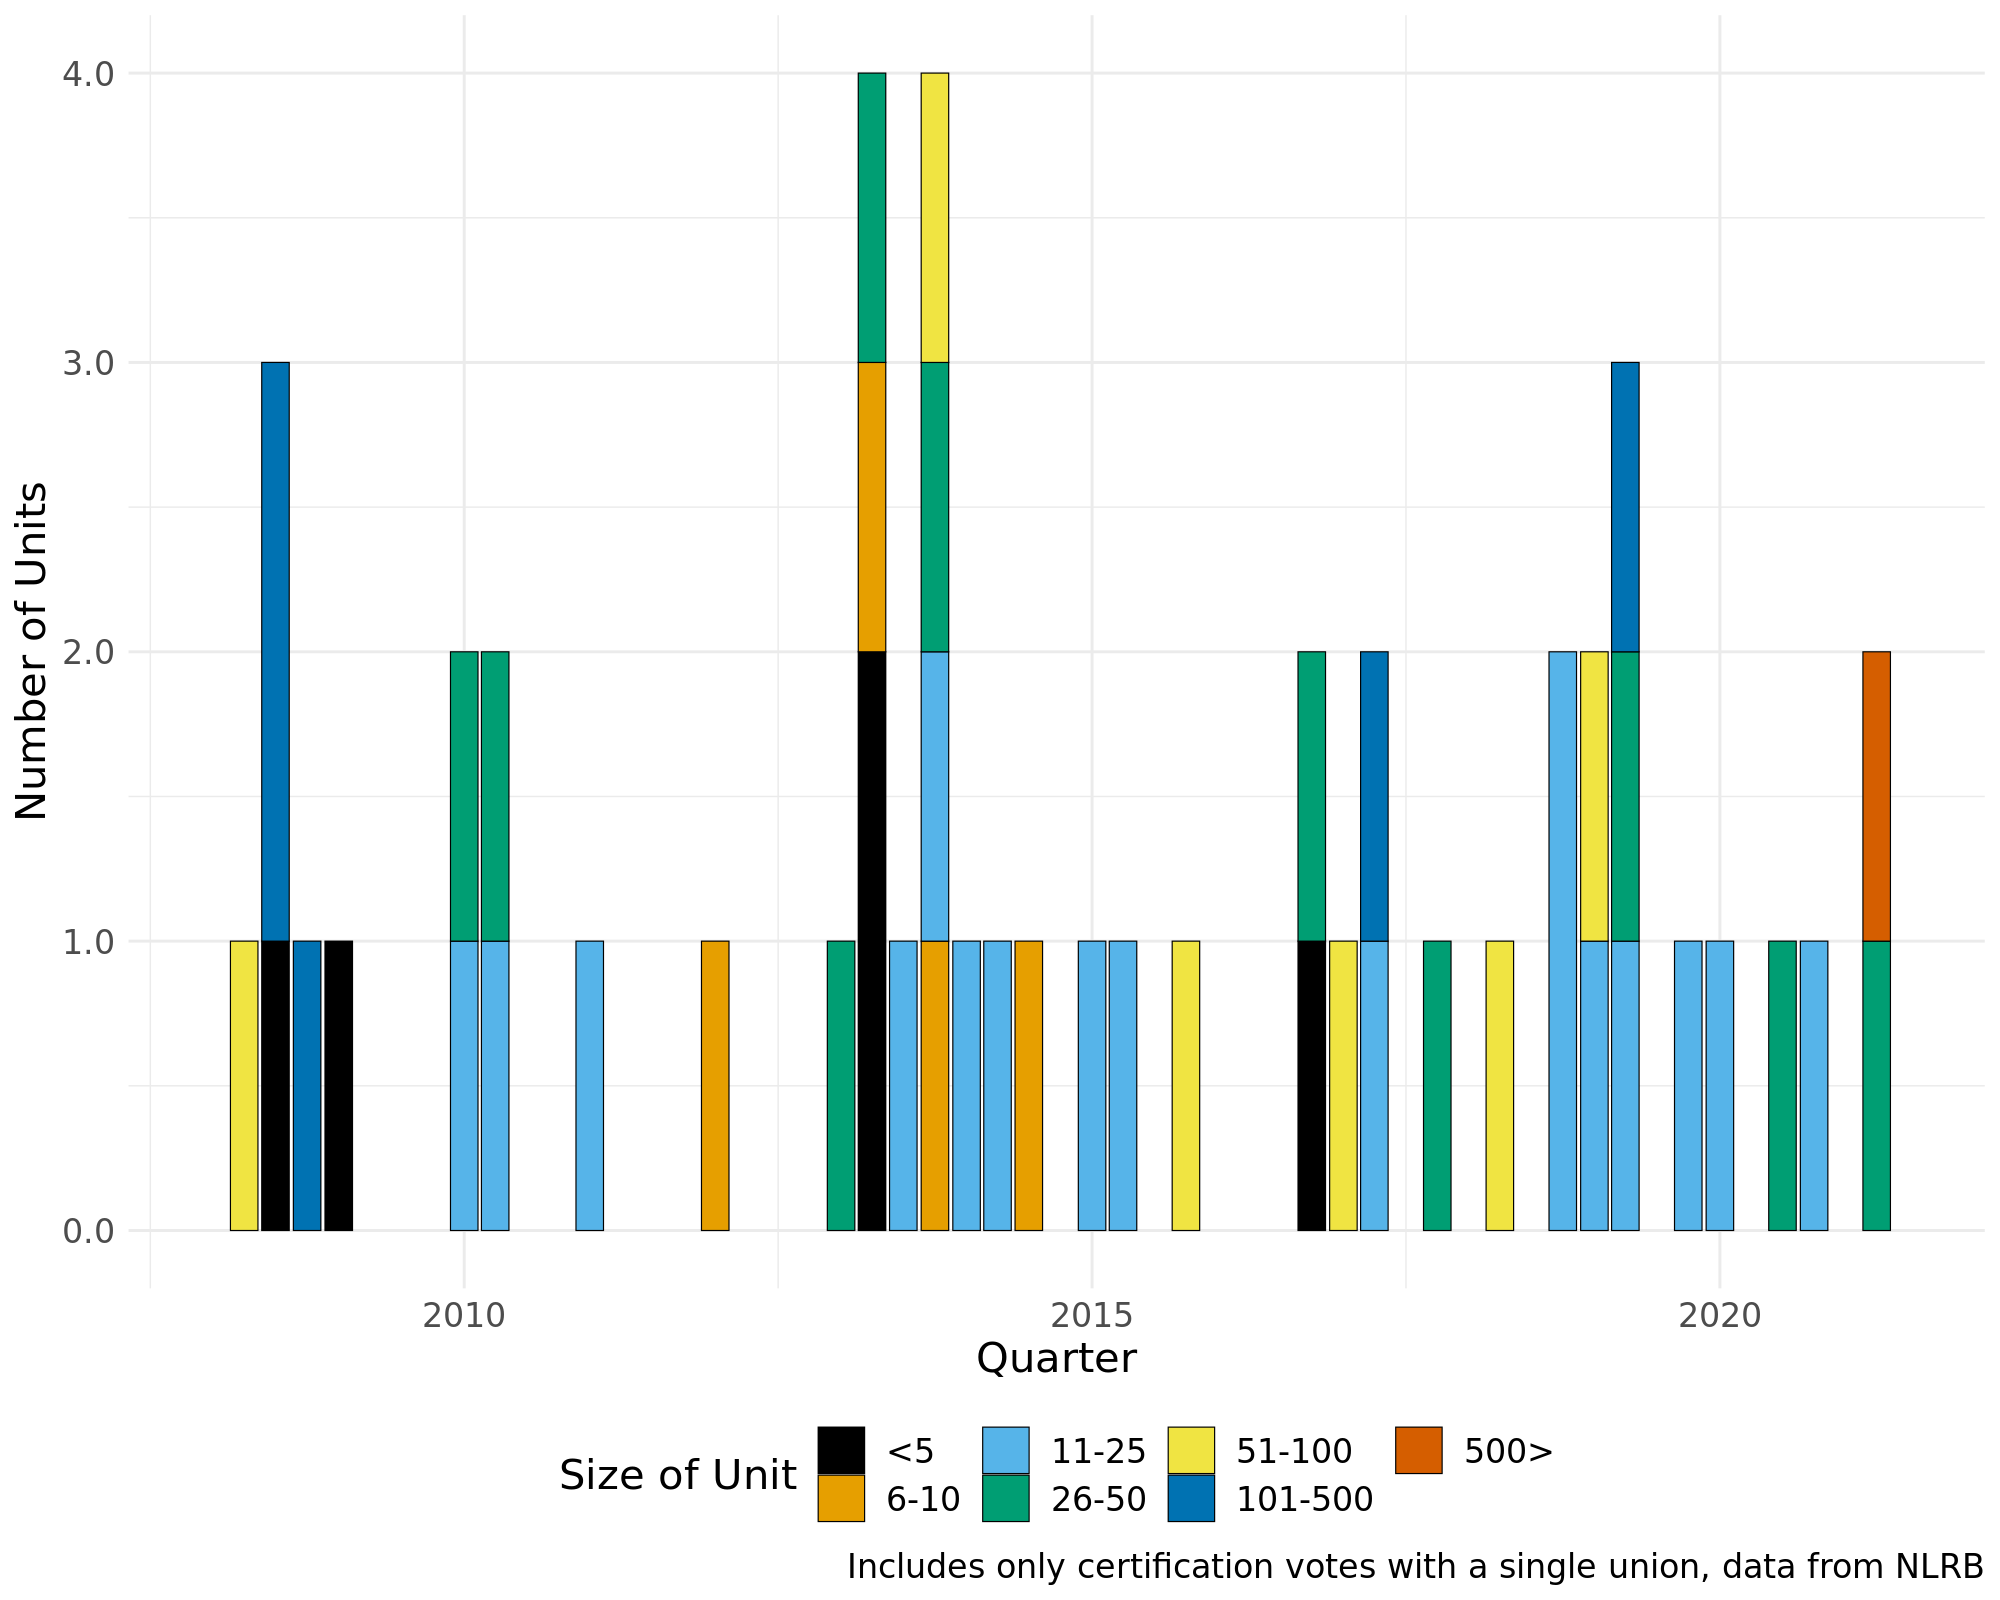 4.0
3.0
2.0
1.0
0.0
Number of Units
2010 2015 2020
Quarter
Size of Unit
<5 11-25 51-100 500>
6-10 26-50 101-500
Includes only certification votes with a single union, data from NLRB